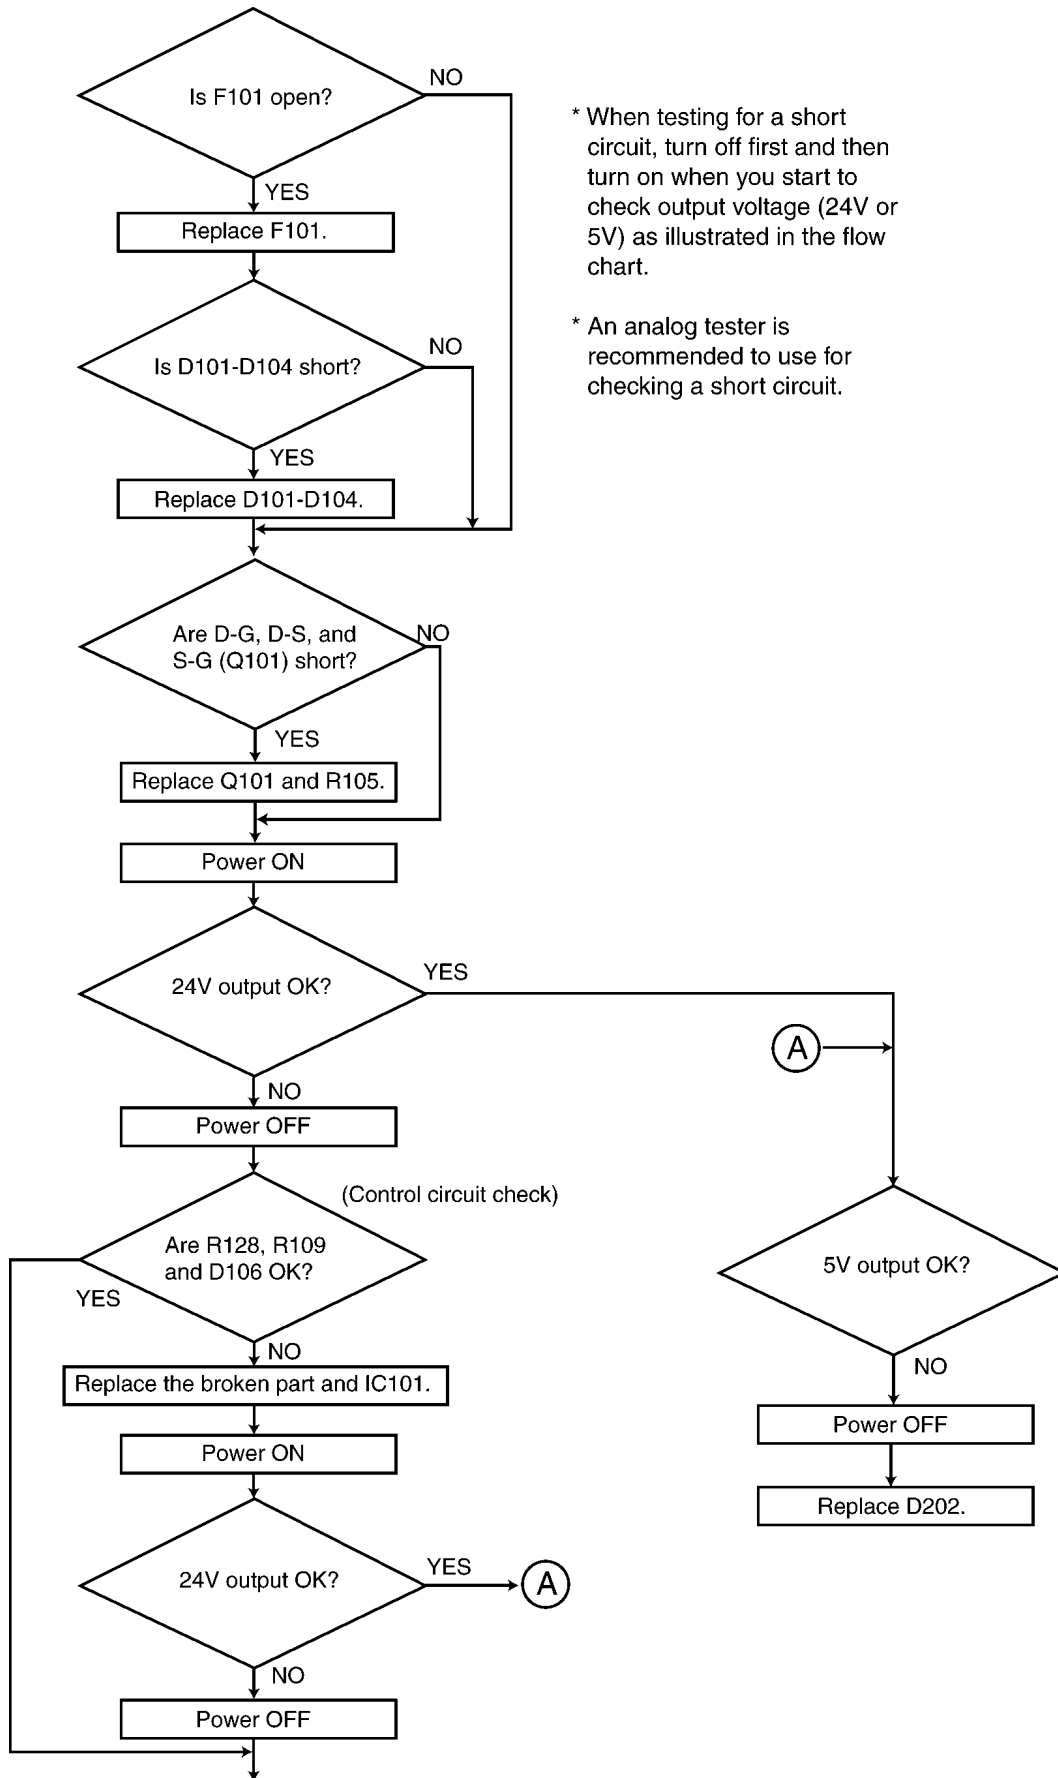 Is F101 open?
NO
YES
Replace F101.
Is D101-D104 short?
NO
YES
Replace D101-D104.
* When testing for a short
circuit, turn off first and then
turn on when you start to
check output voltage (24V or
5V) as illustrated in the flow
chart.
* An analog tester is
recommended to use for
checking a short circuit.
Are D-G, D-S, and
S-G (Q101) short?
NO
YES
Replace Q101 and R105.
Power ON
24V output OK?
YES
NO
Power OFF
(Control circuit check)
Are R128, R109
and D106 OK?
YES
NO
Replace the broken part and IC101.
Power ON
24V output OK?
YES
A
NO
Power OFF
A
5V output OK?
NO
Power OFF
Replace D202.